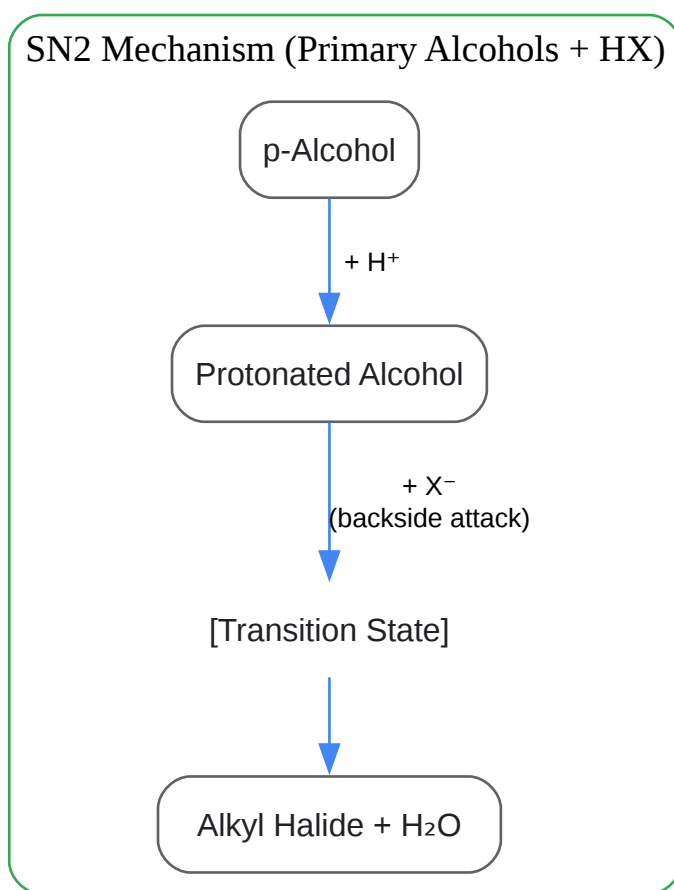 SN2 Mechanism (Primary Alcohols + HX)
p-Alcohol
+ H⁺
Protonated Alcohol
+ X⁻
(backside attack)
[Transition State]
Alkyl Halide + H₂O